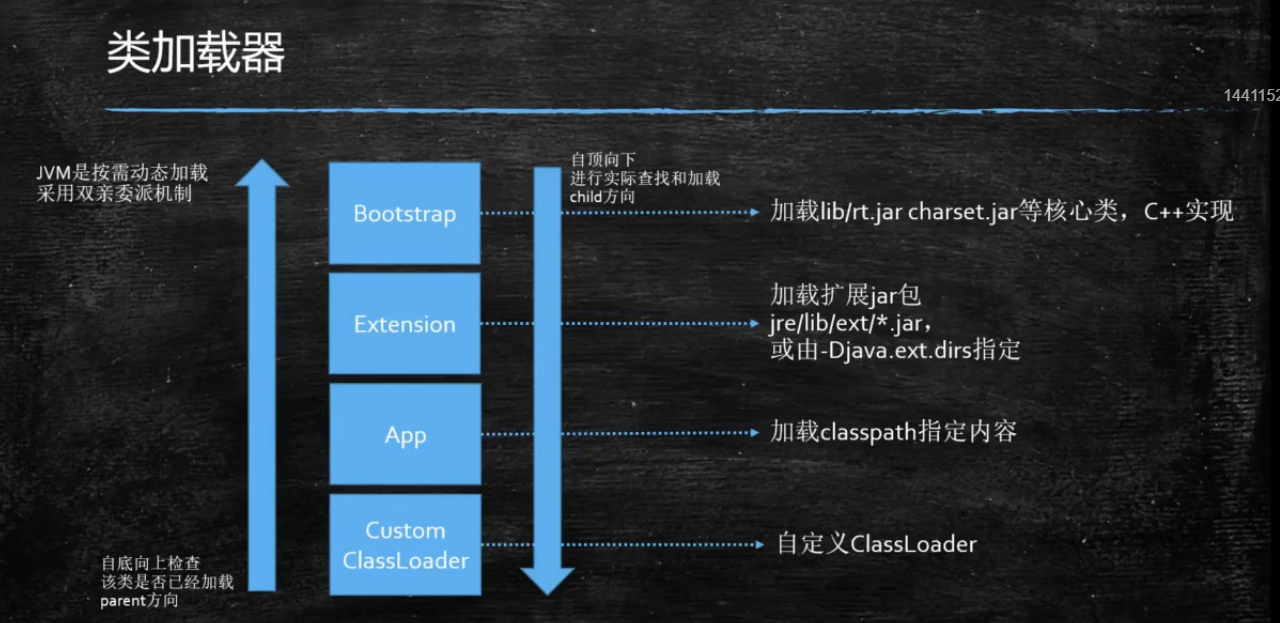 类加载器
1441152
JVM是按需动态加载
采用双亲委派机制
自顶向下
进行实际查找和加载
child方向
Bootstrap
加载lib/rt.jar charset.jar等核心类，C++实现
Extension
加载扩展jar包
jre/lib/ext/*.jar，
或由-Djava.ext.dirs指定
App
加载classpath指定内容
Custom
ClassLoader
自定义ClassLoader
自底向上检查
该类是否已经加载
parent方向